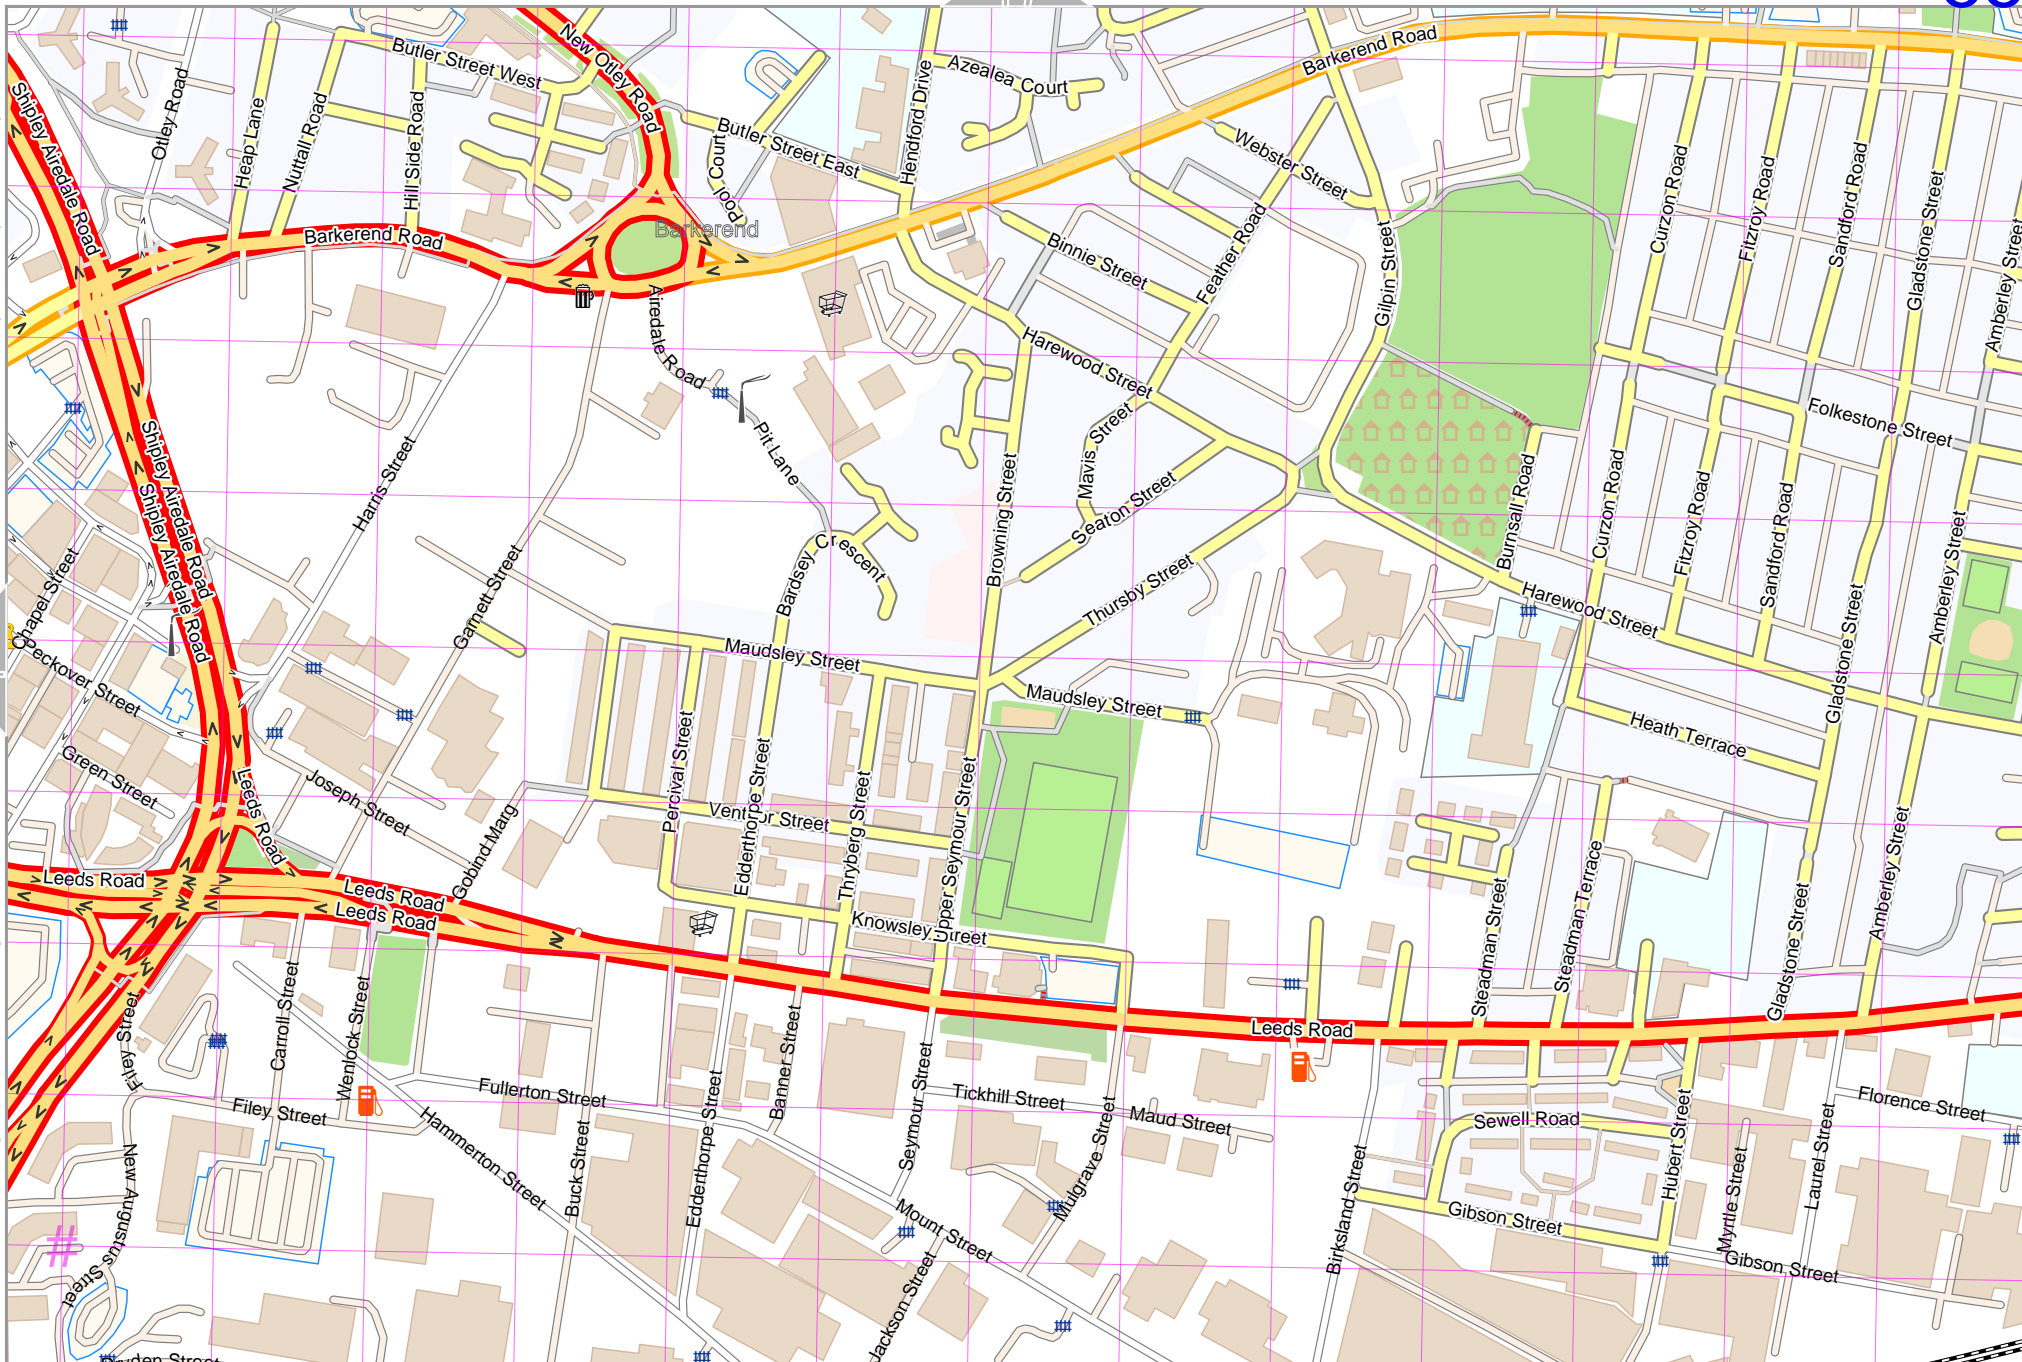 New Otley Road
Butler Street West
Barkerend Road
Azealea Court
Shipley Airedale Road
Otley Road
Heap Lane
Nuttall Road
Hill Side Road
Hendford Drive
Butler Street East
Pool Court
Webster Street
Barkerend Road
Barkerend
Binnie Street
Feather Road
Gilpin Street
Curzon Road
Fitzroy Road
Sandford Road
Gladstone Street
Amberley Street
Airedale Road
Harewood Street
Folkestone Street
Mavis Street
Pit Lane
Harris Street
Shipley Airedale Road
Shipley Airedale Road
Browning Street
Seaton Street
Burnsall Road
Curzon Road
Fitzroy Road
Sandford Road
Amberley Street
Bardsey Crescent
Thursby Street
Garnett Street
Chapel Street
Peckover Street
Harewood Street
Gladstone Street
Maudsley Street
Maudsley Street
Heath Terrace
Green Street
Leeds Road
Joseph Street
Gobind Marg
Percival Street
Edderthorpe Street
Thryberg Street
Upper Seymour Street
Leeds Road
Leeds Road
Leeds Road
Knowsley Street
Steadman Street
Steadman Terrace
Gladstone Street
Amberley Street
Leeds Road
Filey Street
Carroll Street
Wenlock Street
Filey Street
Fullerton Street
Hammerton Street
Buck Street
Edderthorpe Street
Banner Street
Seymour Street
Tickhill Street
Maud Street
Mulgrave Street
Sewell Road
Florence Street
Hubert Street
Laurel Street
Myrtle Street
Birksland Street
Gibson Street
Gibson Street
Mount Street
Jackson Street
New Augustus Street